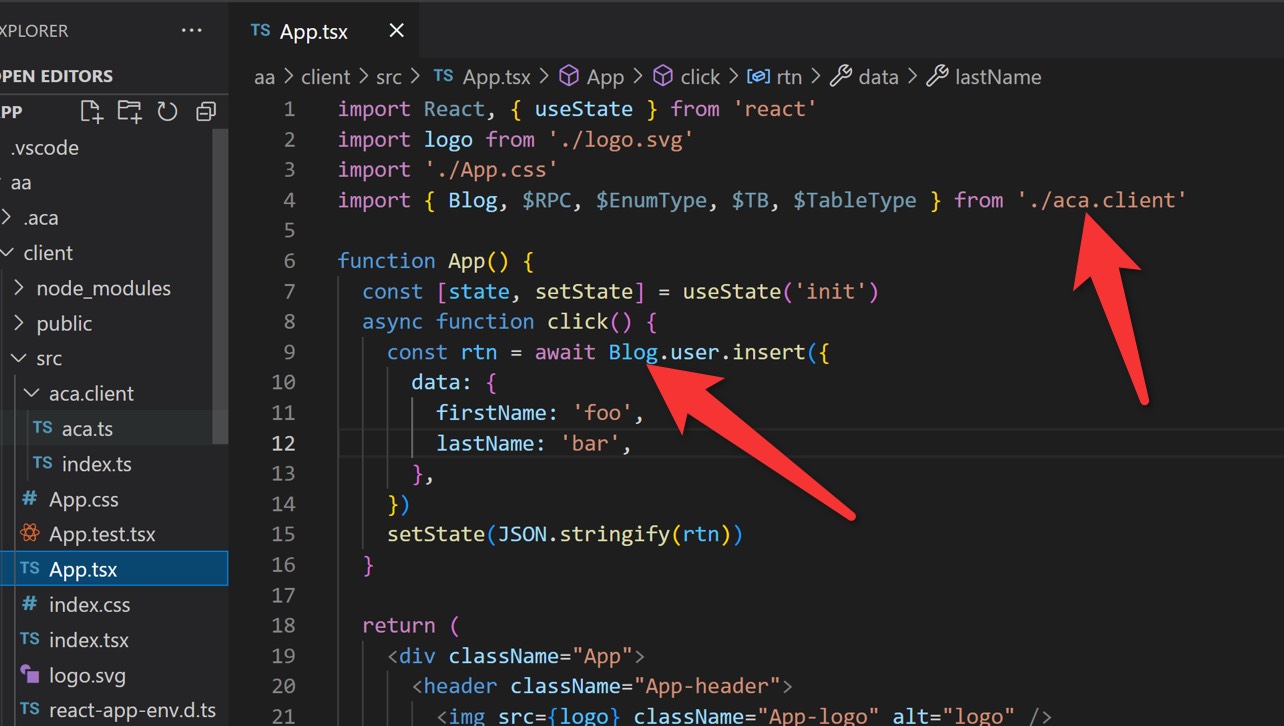 XPLORER ...
PEN EDITORS
PP
.vscode
aa
.aca
client
node_modules
public
src
aca.client
TS aca.ts
TS index.ts
# App.css
App.test.tsx
TS App.tsx
# index.css
TS index.tsx
logo.svg
TS react-app-env.d.ts
TS App.tsx
aa > client > src > TS App.tsx > App > click > rtn > data > lastName
1 import React, { useState } from 'react'
2 import logo from './logo.svg'
3 import './App.css'
4 import { Blog, $RPC, $EnumType, $TB, $TableType } from './aca.client'
5
6 function App() {
7 const [state, setState] = useState('init')
8 async function click() {
9 const rtn = await Blog.user.insert({
10 data: {
11 firstName: 'foo',
12 lastName: 'bar',
13 },
14 })
15 setState(JSON.stringify(rtn))
16 }
17
18 return (
19 <div className="App">
20 <header className="App-header">
21 <img src={logo} className="App-logo" alt="logo" />